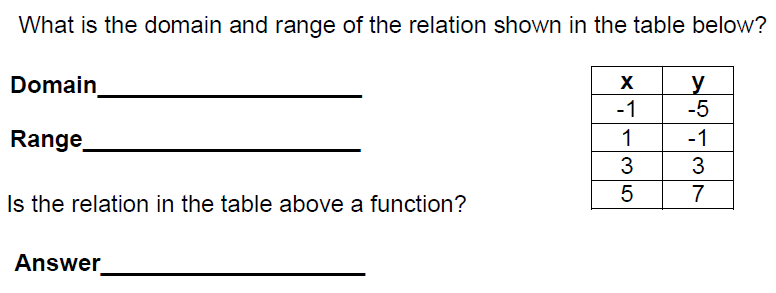 What is the domain and range of the relation shown in the table below?
Domain
Range
x y
-1 -5
1 -1
3 3
5 7
Is the relation in the table above a function?
Answer